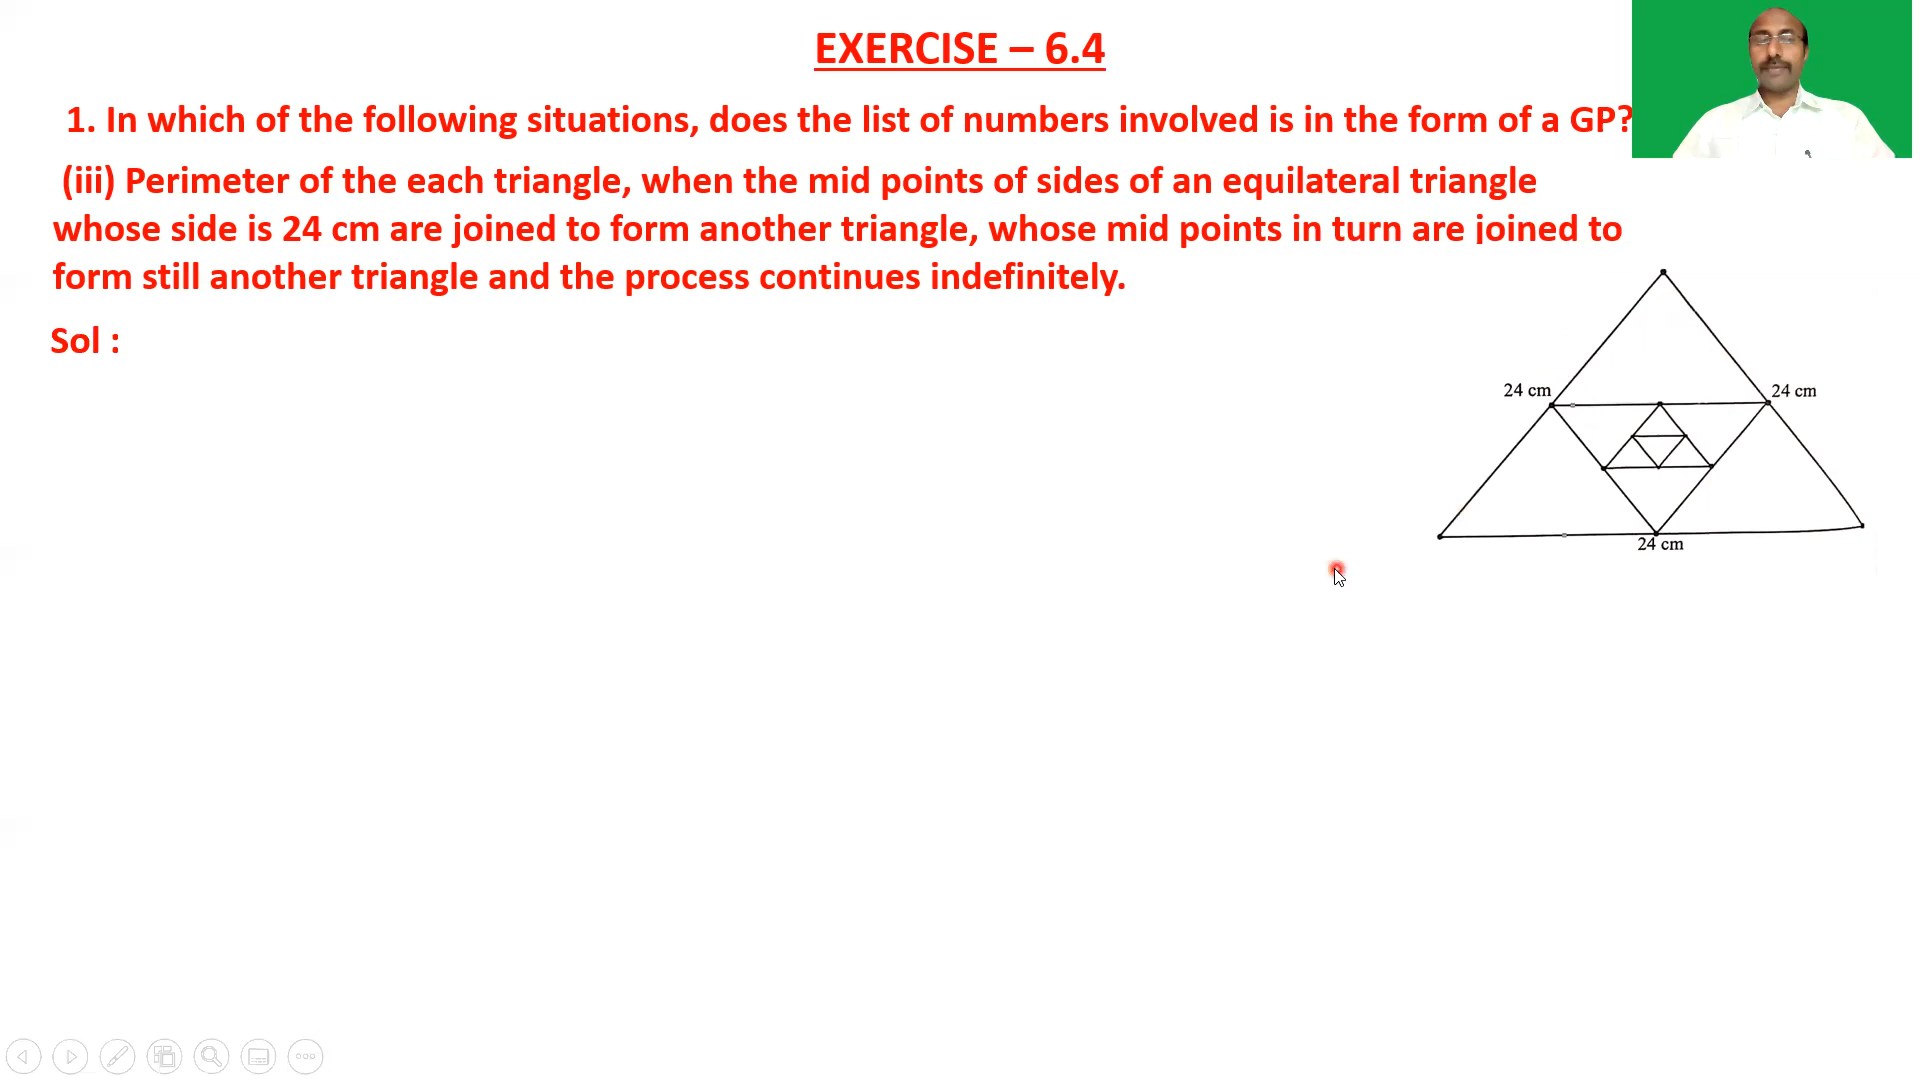 EXERCISE – 6.4
1. In which of the following situations, does the list of numbers involved is in the form of a GP?
(iii) Perimeter of the each triangle, when the mid points of sides of an equilateral triangle
whose side is 24 cm are joined to form another triangle, whose mid points in turn are joined to
form still another triangle and the process continues indefinitely.
Sol :
24 cm
24 cm
24 cm